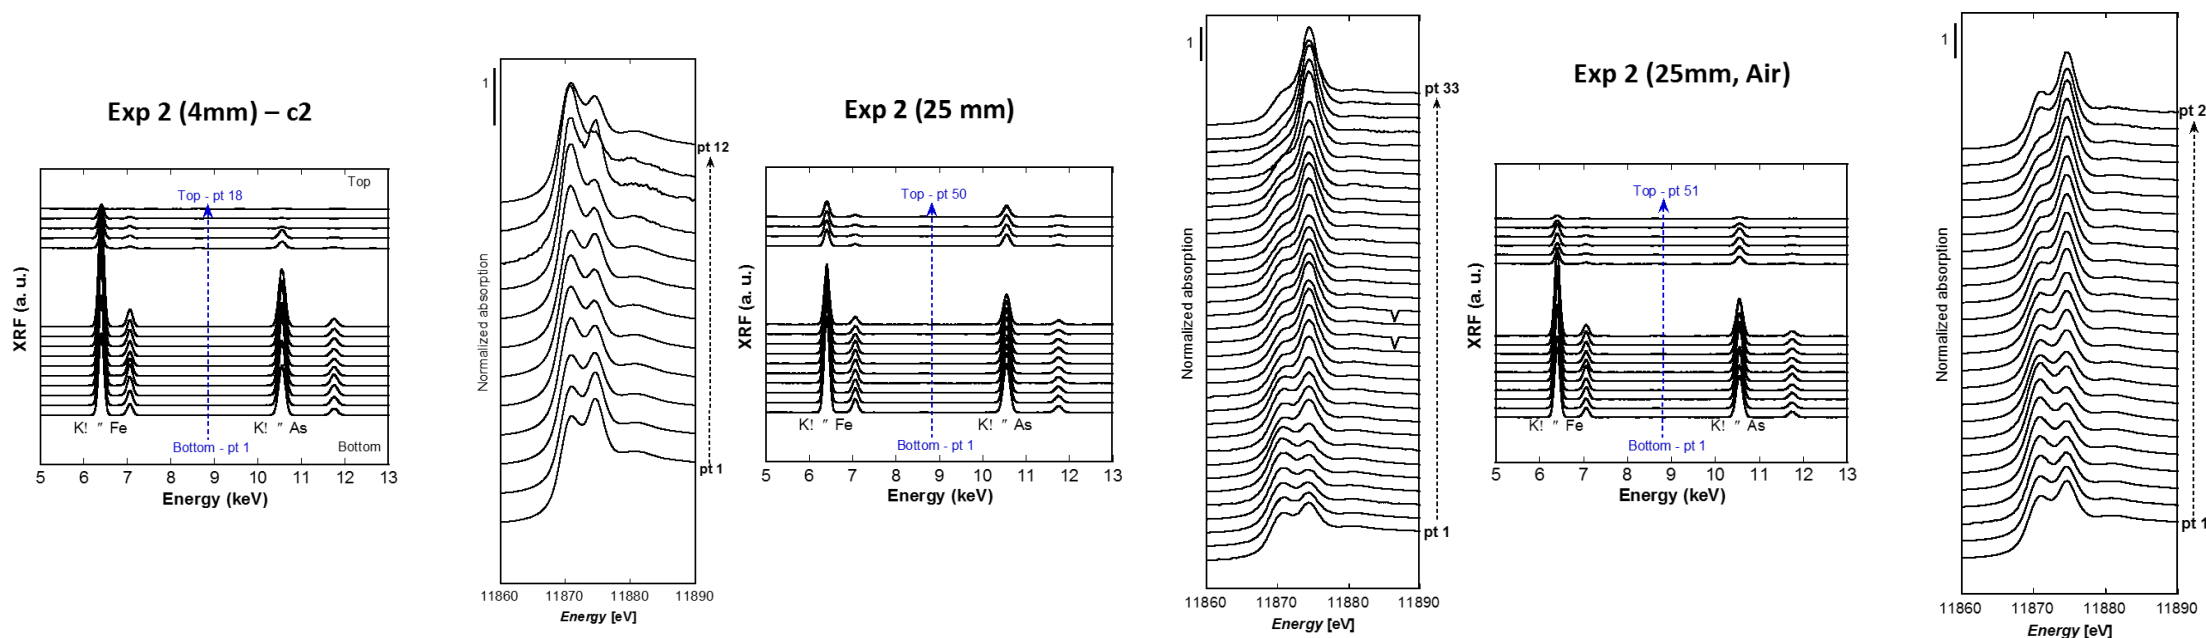 Exp 2 (4mm) – c2
Top
Top - pt 18
XRF (a. u.)
K! " Fe
K! " As
Bottom - pt 1
Bottom
5 6 7 8 9 10 11 12 13
Energy (keV)
1
Normalized absorption
pt 12
pt 1
11860 11870 11880 11890
Energy [eV]
Exp 2 (25 mm)
Top - pt 50
XRF (a. u.)
K! " Fe
K! " As
Bottom - pt 1
5 6 7 8 9 10 11 12 13
Energy (keV)
1
Normalized absorption
pt 33
pt 1
11860 11870 11880 11890
Energy [eV]
Exp 2 (25mm, Air)
Top - pt 51
XRF (a. u.)
K! " Fe
K! " As
Bottom - pt 1
5 6 7 8 9 10 11 12 13
Energy (keV)
1
Normalized absorption
pt 2
pt 1
11860 11870 11880 11890
Energy [eV]